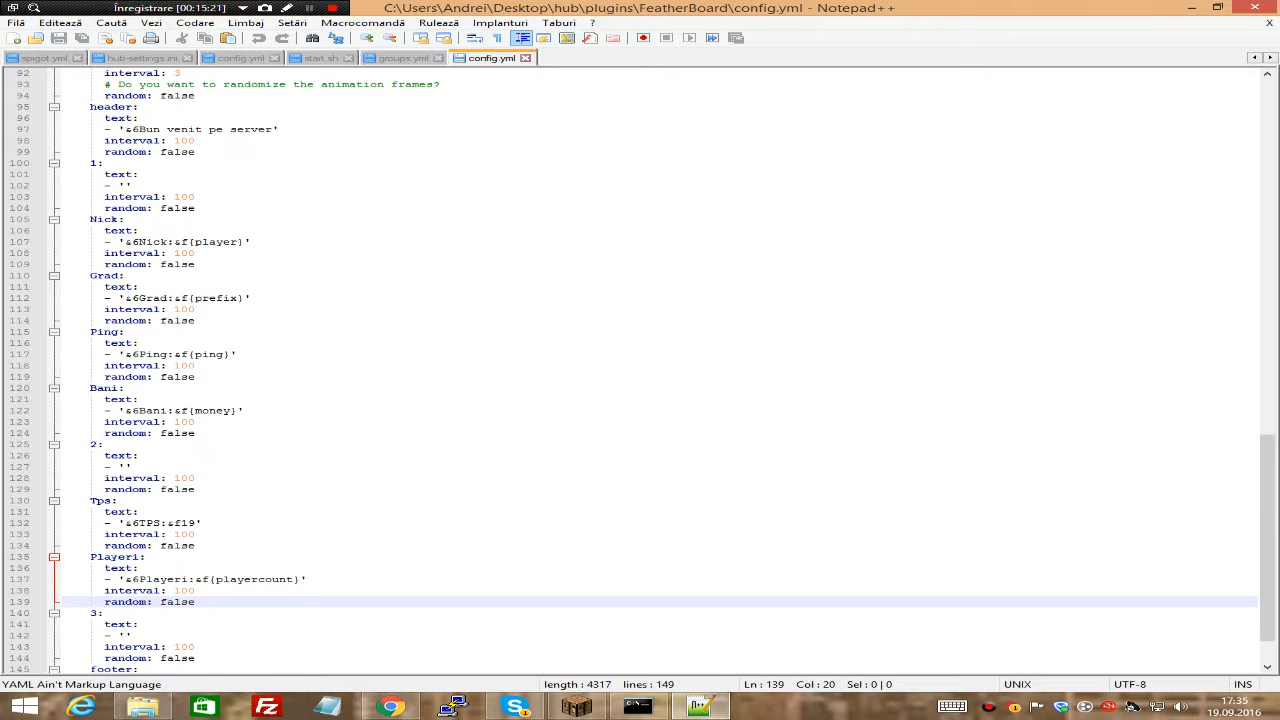 Înregistrare [00:15:21]
C:\Users\Andrei\Desktop\hub\plugins\FeatherBoard\config.yml - Notepad++
Filă Editează Caută Vezi Codare Limbaj Setări Macrocomandă Rulează Implanturi Taburi ?
spigot.yml hub-settings.ini config.yml start.sh groups.yml config.yml
92 interval: 3
93 # Do you want to randomize the animation frames?
94 random: false
95 header:
96 text:
97 - '&6Bun venit pe server'
98 interval: 100
99 random: false
100 1:
101 text:
102 - ''
103 interval: 100
104 random: false
105 Nick:
106 text:
107 - '&6Nick:&f{player}'
108 interval: 100
109 random: false
110 Grad:
111 text:
112 - '&6Grad:&f{prefix}'
113 interval: 100
114 random: false
115 Ping:
116 text:
117 - '&6Ping:&f{ping}'
118 interval: 100
119 random: false
120 Bani:
121 text:
122 - '&6Bani:&f{money}'
123 interval: 100
124 random: false
125 2:
126 text:
127 - ''
128 interval: 100
129 random: false
130 Tps:
131 text:
132 - '&6TPS:&f19'
133 interval: 100
134 random: false
135 Playeri:
136 text:
137 - '&6Playeri:&f{playercount}'
138 interval: 100
139 random: false
140 3:
141 text:
142 - ''
143 interval: 100
144 random: false
145 footer:
YAML Ain't Markup Language length : 4317 lines : 149 Ln : 139 Col : 20 Sel : 0 | 0 UNIX UTF-8 INS
17:35
19.09.2016